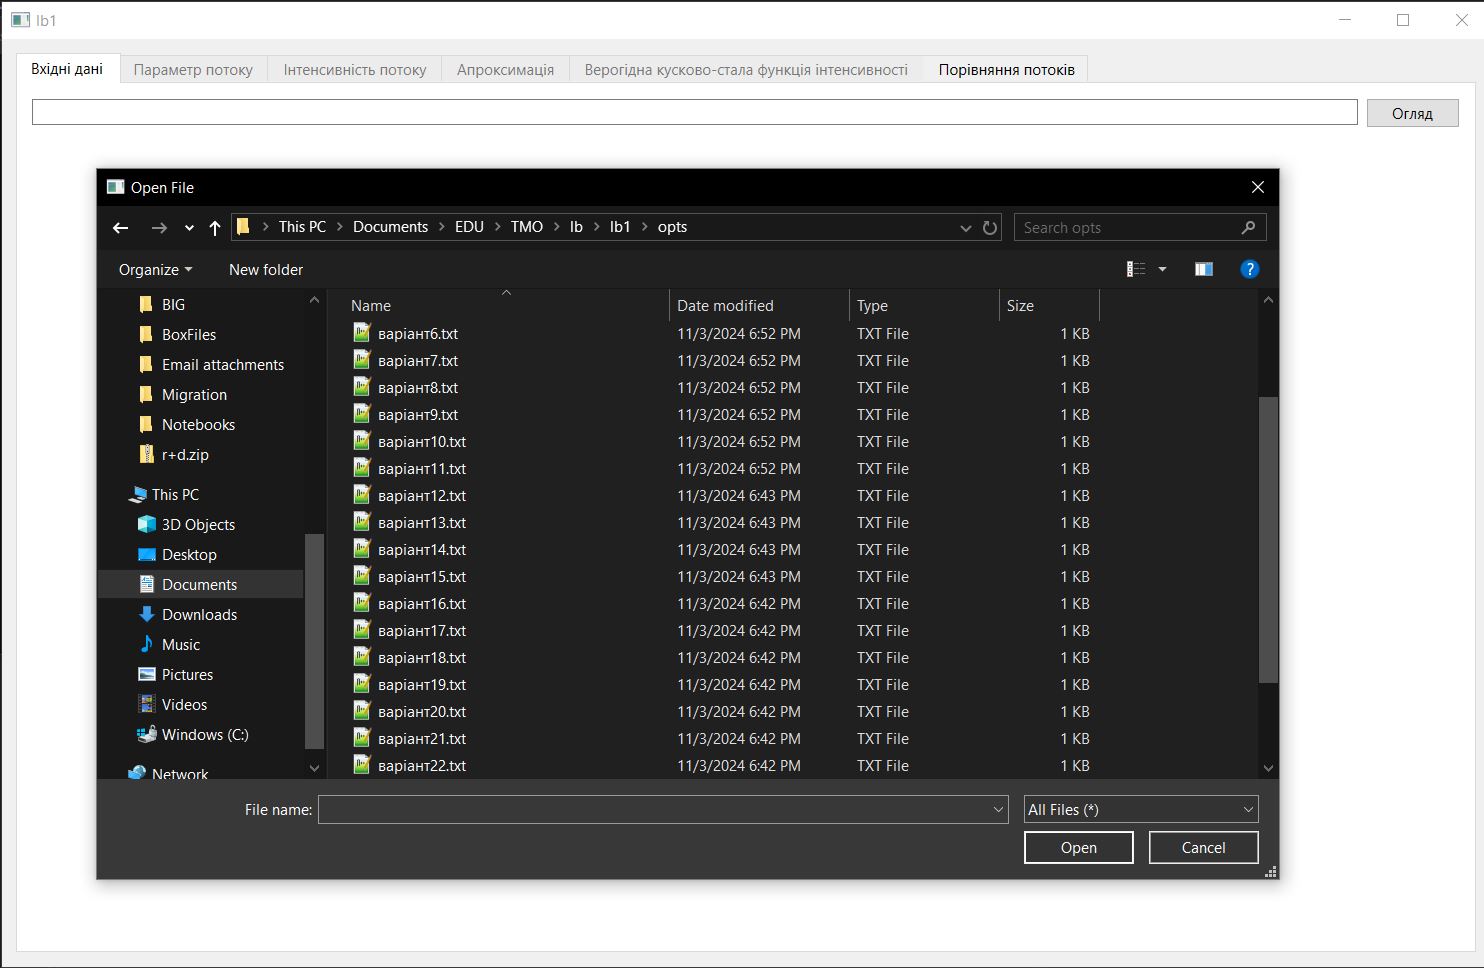 lb1
Вхідні дані Параметр потоку Інтенсивність потоку Апроксимація Верогідна кусково-стала функція інтенсивності Порівняння потоків
Огляд
Open File
This PC Documents EDU TMO lb lb1 opts
Search opts
Organize New folder
?
BIG
BoxFiles
Email attachments
Migration
Notebooks
r+d.zip
This PC
3D Objects
Desktop
Documents
Downloads
Music
Pictures
Videos
Windows (C:)
Network
Name Date modified Type Size
варіант6.txt 11/3/2024 6:52 PM TXT File 1 KB
варіант7.txt 11/3/2024 6:52 PM TXT File 1 KB
варіант8.txt 11/3/2024 6:52 PM TXT File 1 KB
варіант9.txt 11/3/2024 6:52 PM TXT File 1 KB
варіант10.txt 11/3/2024 6:52 PM TXT File 1 KB
варіант11.txt 11/3/2024 6:52 PM TXT File 1 KB
варіант12.txt 11/3/2024 6:43 PM TXT File 1 KB
варіант13.txt 11/3/2024 6:43 PM TXT File 1 KB
варіант14.txt 11/3/2024 6:43 PM TXT File 1 KB
варіант15.txt 11/3/2024 6:43 PM TXT File 1 KB
варіант16.txt 11/3/2024 6:42 PM TXT File 1 KB
варіант17.txt 11/3/2024 6:42 PM TXT File 1 KB
варіант18.txt 11/3/2024 6:42 PM TXT File 1 KB
варіант19.txt 11/3/2024 6:42 PM TXT File 1 KB
варіант20.txt 11/3/2024 6:42 PM TXT File 1 KB
варіант21.txt 11/3/2024 6:42 PM TXT File 1 KB
варіант22.txt 11/3/2024 6:42 PM TXT File 1 KB
File name:
All Files (*)
Open Cancel